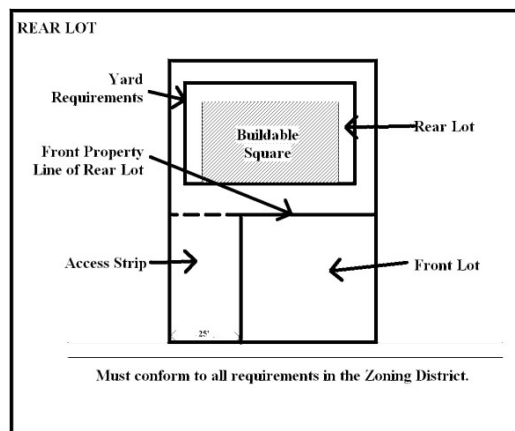 REAR LOT
Yard
Requirements
Buildable
Square
Rear Lot
Front Property
Line of Rear Lot
Access Strip
Front Lot
25'
Must conform to all requirements in the Zoning District.